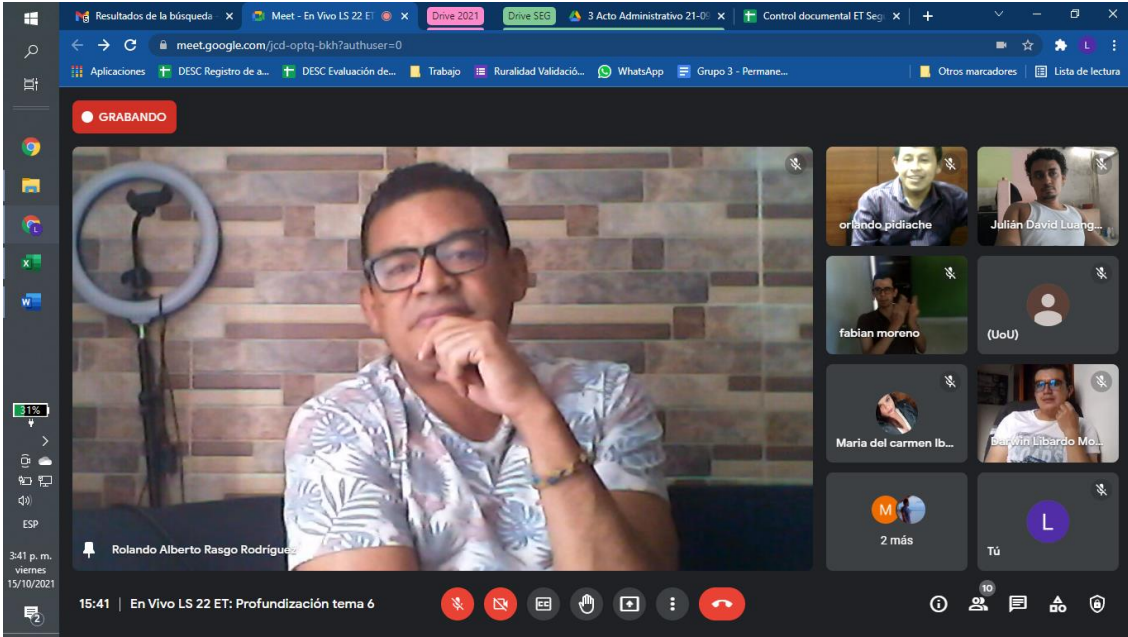 Resultados de la búsqueda
Meet - En Vivo LS 22 ET
Drive 2021
Drive SEG
3 Acto Administrativo 21-09
Control documental ET Seg
meet.google.com/jcd-optq-bkh?authuser=0
L
Aplicaciones
DESC Registro de a...
DESC Evaluación de...
Trabajo
Ruralidad Validació...
WhatsApp
Grupo 3 - Permane...
Otros marcadores
Lista de lectura
GRABANDO
orlando pidiache
Julián David Luang...
fabian moreno
(UoU)
Maria del carmen Ib...
Darwin Libardo Mo...
M
2 más
L
Tú
Rolando Alberto Rasgo Rodríguez
15:41 | En Vivo LS 22 ET: Profundización tema 6
CC
10
31%
ESP
3:41 p. m.
viernes
15/10/2021
2